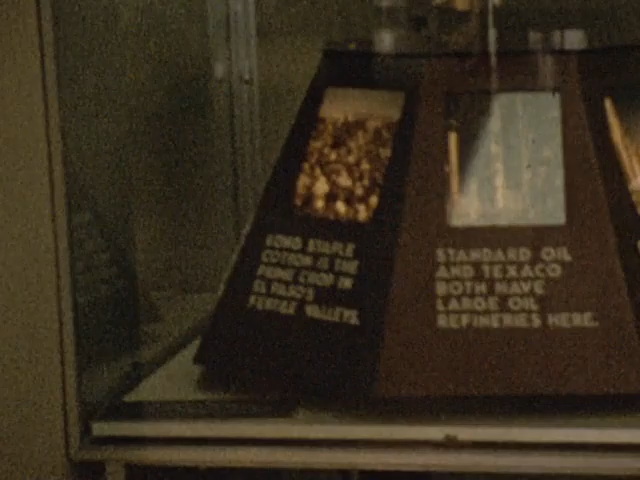 LONG STAPLE
COTTON IS THE
PRIME CROP IN
EL PASO'S
FERTILE VALLEYS.
STANDARD OIL
AND TEXACO
BOTH HAVE
LARGE OIL
REFINERIES HERE.